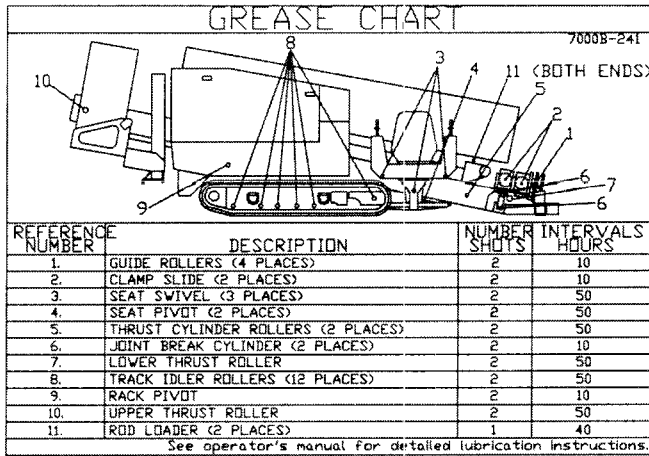 GREASE CHART
7000B-241
8
3
4
11 (BOTH ENDS)
5
2
1
10
6
7
6
9
REFERENCE NUMBER DESCRIPTION NUMBER SHOTS INTERVALS HOURS
1. GUIDE ROLLERS (4 PLACES) 2 10
2. CLAMP SLIDE (2 PLACES) 2 10
3. SEAT SWIVEL (3 PLACES) 2 50
4. SEAT PIVOT (2 PLACES) 2 50
5. THRUST CYLINDER ROLLERS (2 PLACES) 2 50
6. JOINT BREAK CYLINDER (2 PLACES) 2 10
7. LOWER THRUST ROLLER 2 50
8. TRACK IDLER ROLLERS (12 PLACES) 2 50
9. RACK PIVOT 2 10
10. UPPER THRUST ROLLER 2 50
11. ROD LOADER (2 PLACES) 1 40
See operator's manual for detailed lubrication instructions.